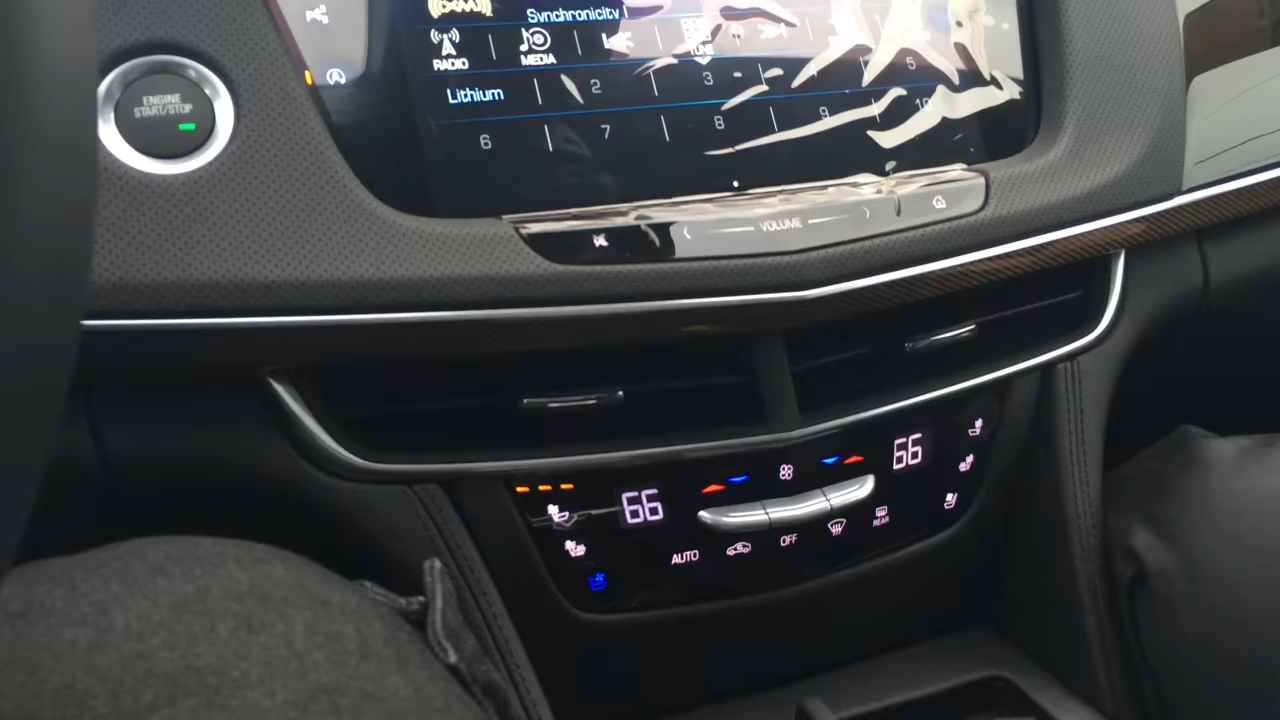 ((SXM))
Synchronicity
RADIO
MEDIA
TUNE
ENGINE
START/STOP
2
3
5
Lithium
6
7
8
9
10
VOLUME
66
66
AUTO
OFF
REAR